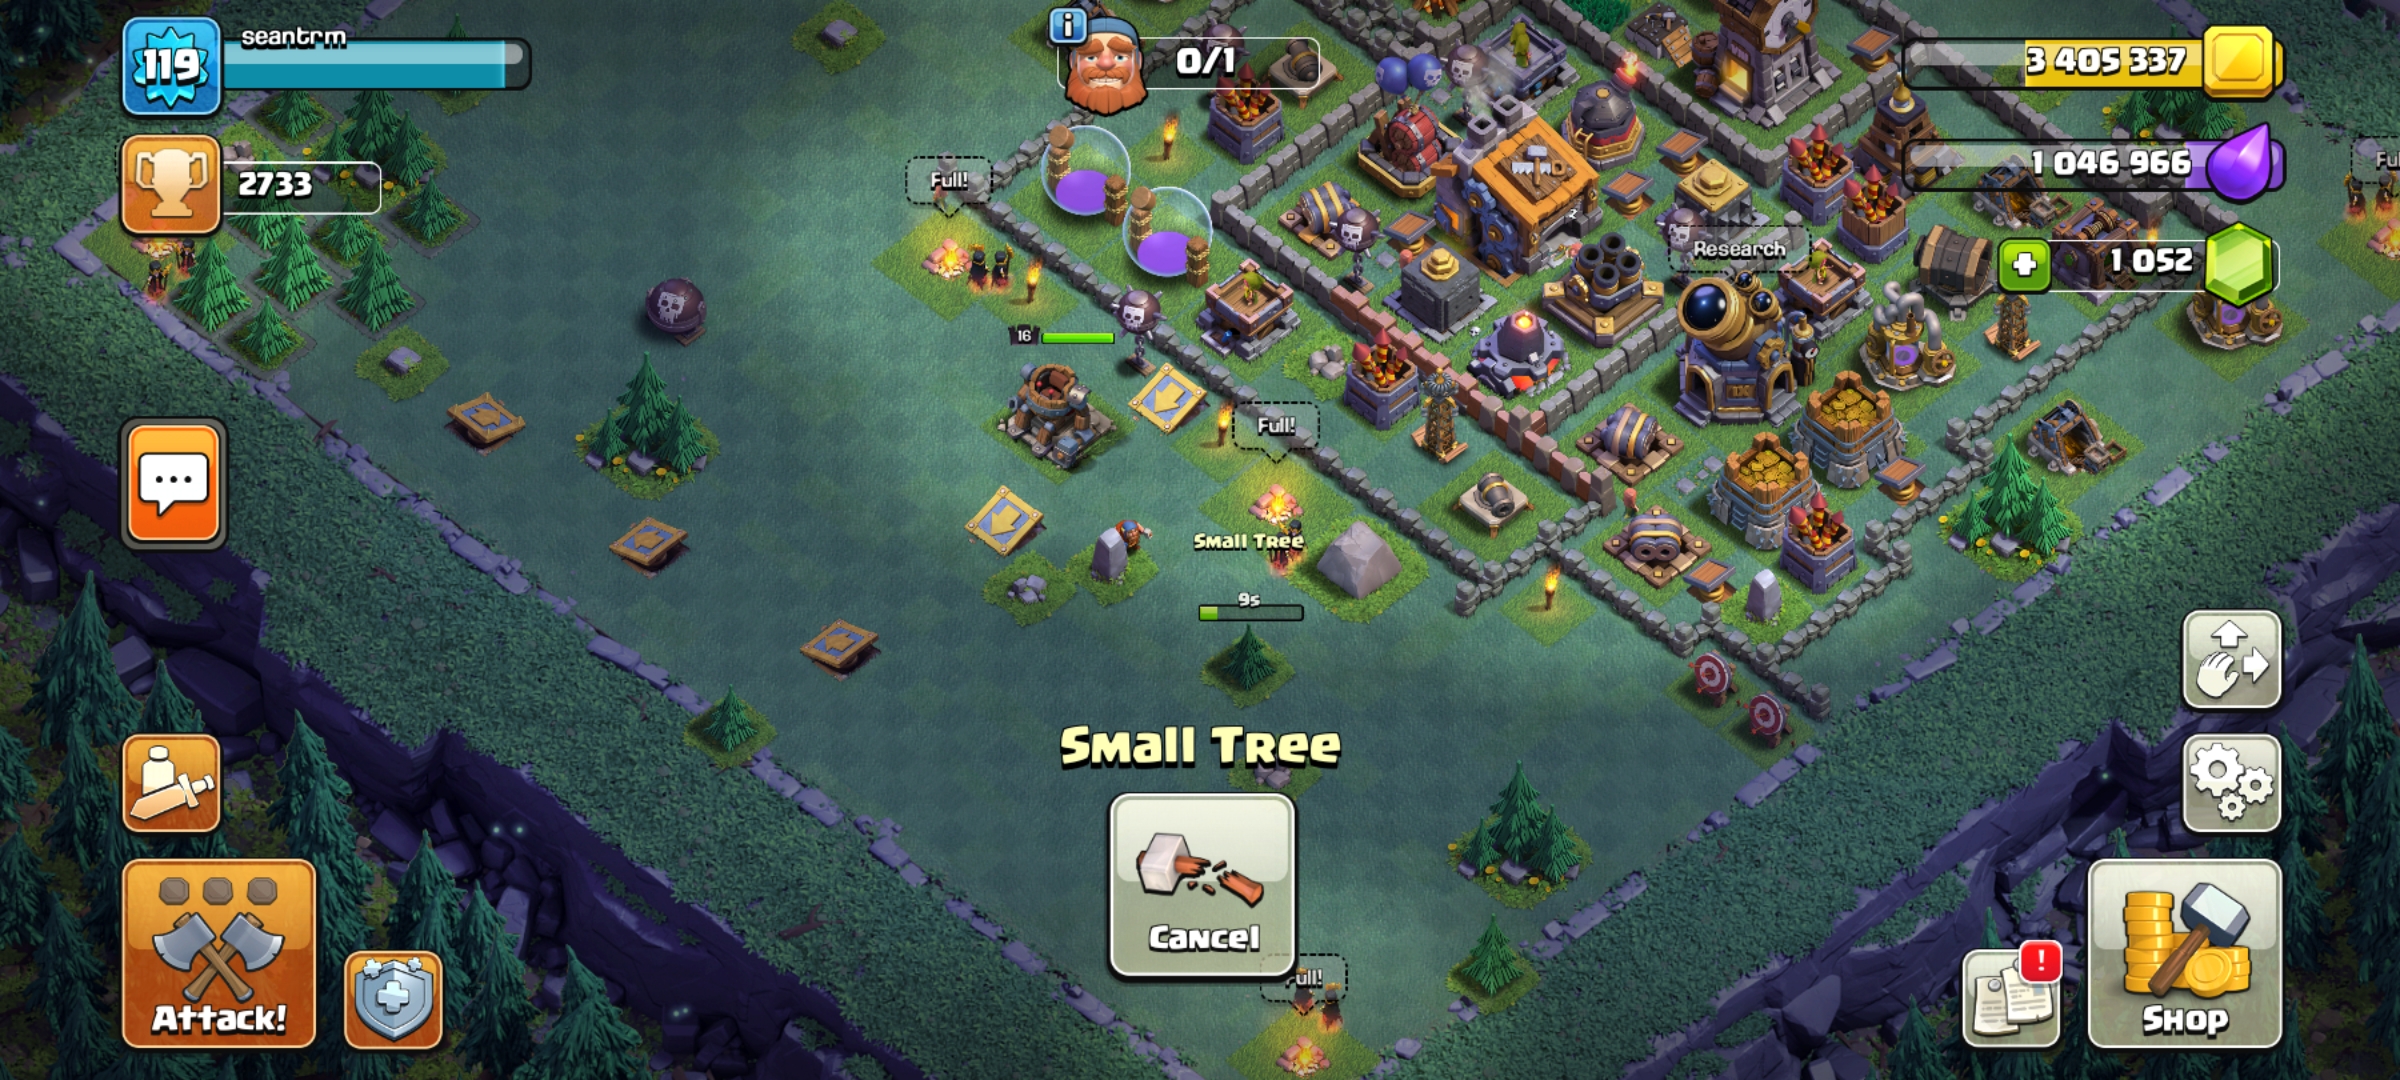 119
seantrm
i
0/1
3 405 337
2733
1 046 966
Full!
+
1 052
Research
16
Full!
Small Tree
9s
Small Tree
Cancel
Attack!
!
Shop